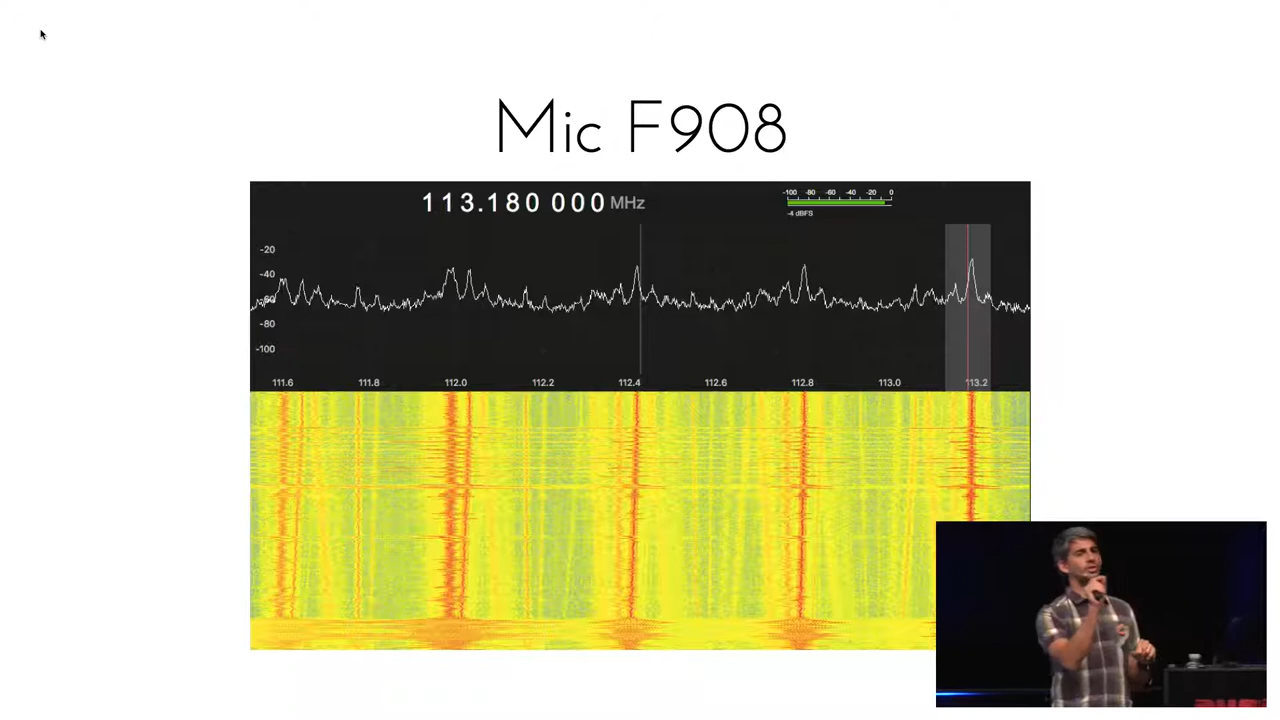 Mic F908
113.180 000 MHz
-100 -80 -60 -40 -20 0
-4 dBFS
-20
-40
-60
-80
-100
111.6 111.8 112.0 112.2 112.4 112.6 112.8 113.0 113.2